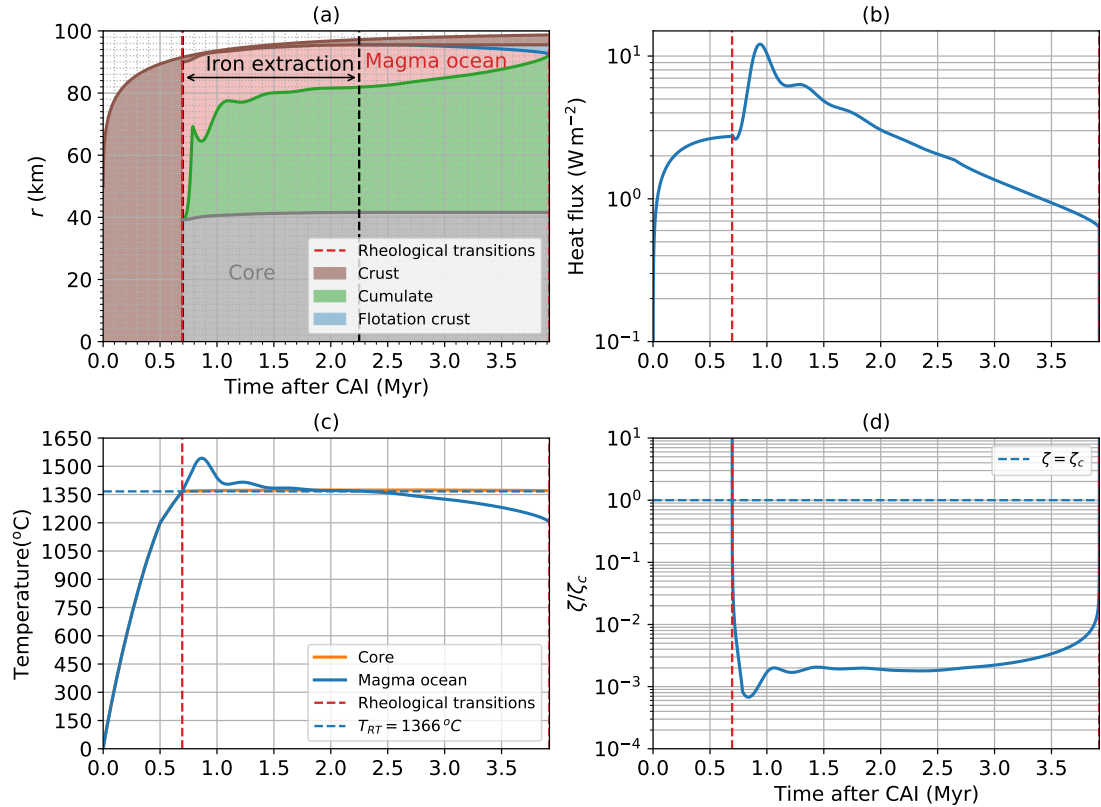 (a)
100
80
60
40
20
0
r (km)
Iron extraction
Magma ocean
Core
Rheological transitions
Crust
Cumulate
Flotation crust
0.0 0.5 1.0 1.5 2.0 2.5 3.0 3.5
Time after CAI (Myr)
(b)
10¹
10⁰
10⁻¹
Heat flux (W m⁻²)
0.0 0.5 1.0 1.5 2.0 2.5 3.0 3.5
(c)
1650
1500
1350
1200
1050
900
750
600
450
300
150
0
Temperature(°C)
Core
Magma ocean
Rheological transitions
T_RT = 1366 °C
0.0 0.5 1.0 1.5 2.0 2.5 3.0 3.5
(d)
10¹
10⁰
10⁻¹
10⁻²
10⁻³
10⁻⁴
ζ/ζ_c
ζ = ζ_c
0.0 0.5 1.0 1.5 2.0 2.5 3.0 3.5
Time after CAI (Myr)